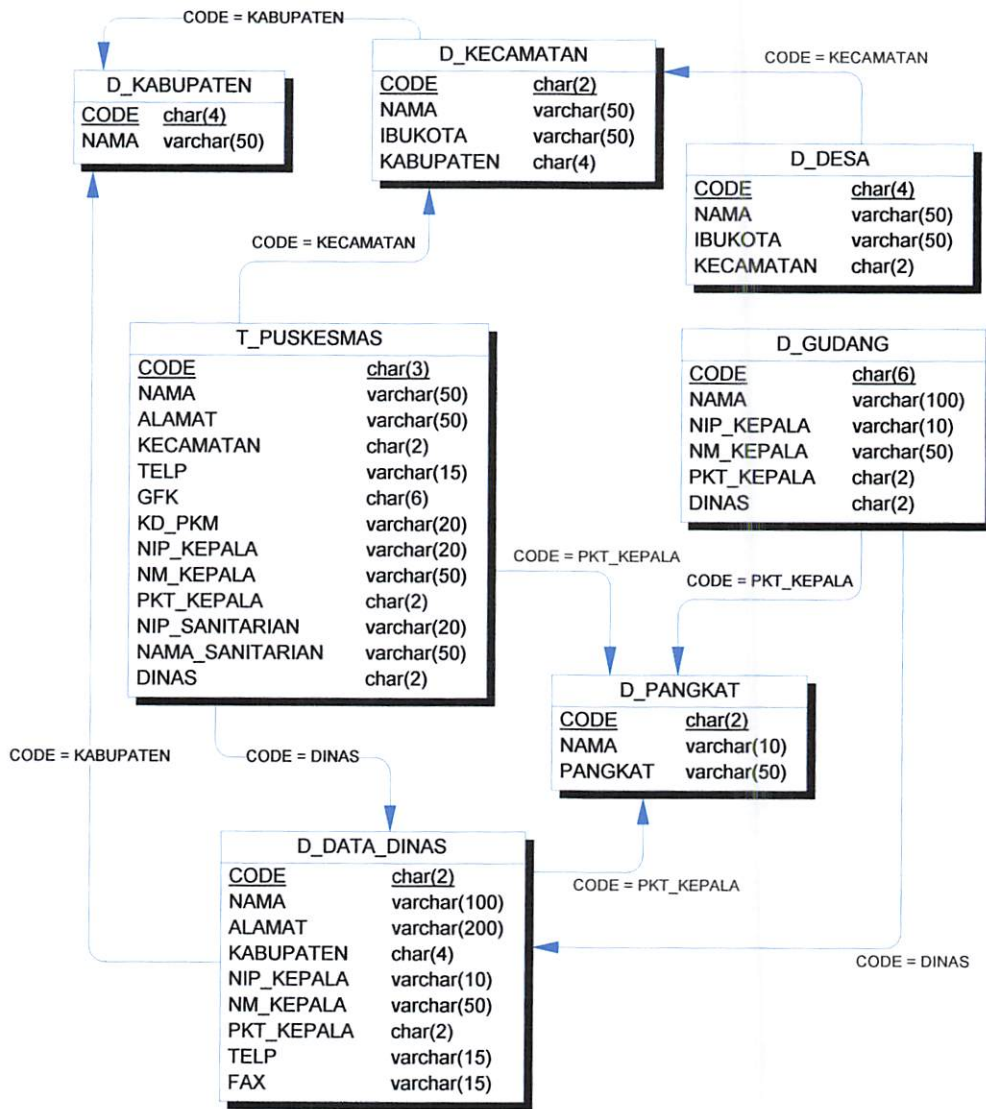 CODE = KABUPATEN
D_KECAMATAN
CODE char(2)
NAMA varchar(50)
IBUKOTA varchar(50)
KABUPATEN char(4)
CODE = KECAMATAN
D_KABUPATEN
CODE char(4)
NAMA varchar(50)
D_DESA
CODE char(4)
NAMA varchar(50)
IBUKOTA varchar(50)
KECAMATAN char(2)
CODE = KECAMATAN
T_PUSKESMAS
CODE char(3)
NAMA varchar(50)
ALAMAT varchar(50)
KECAMATAN char(2)
TELP varchar(15)
GFK char(6)
KD_PKM varchar(20)
NIP_KEPALA varchar(20)
NM_KEPALA varchar(50)
PKT_KEPALA char(2)
NIP_SANITARIAN varchar(20)
NAMA_SANITARIAN varchar(50)
DINAS char(2)
D_GUDANG
CODE char(6)
NAMA varchar(100)
NIP_KEPALA varchar(10)
NM_KEPALA varchar(50)
PKT_KEPALA char(2)
DINAS char(2)
CODE = PKT_KEPALA
CODE = PKT_KEPALA
D_PANGKAT
CODE char(2)
NAMA varchar(10)
PANGKAT varchar(50)
CODE = KABUPATEN
CODE = DINAS
D_DATA_DINAS
CODE char(2)
NAMA varchar(100)
ALAMAT varchar(200)
KABUPATEN char(4)
NIP_KEPALA varchar(10)
NM_KEPALA varchar(50)
PKT_KEPALA char(2)
TELP varchar(15)
FAX varchar(15)
CODE = PKT_KEPALA
CODE = DINAS